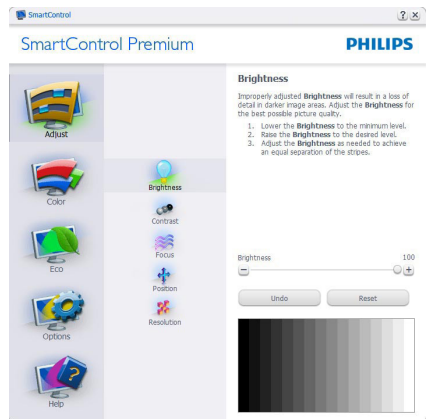 SmartControl
SmartControl Premium
PHILIPS
Adjust
Color
Eco
Options
Help
Brightness
Contrast
Focus
Position
Resolution
Brightness
Improperly adjusted Brightness will result in a loss of
detail in darker image areas. Adjust the Brightness for
the best possible picture quality.
1. Lower the Brightness to the minimum level.
2. Raise the Brightness to the desired level.
3. Adjust the Brightness as needed to achieve
an equal separation of the stripes.
Brightness 100
Undo Reset